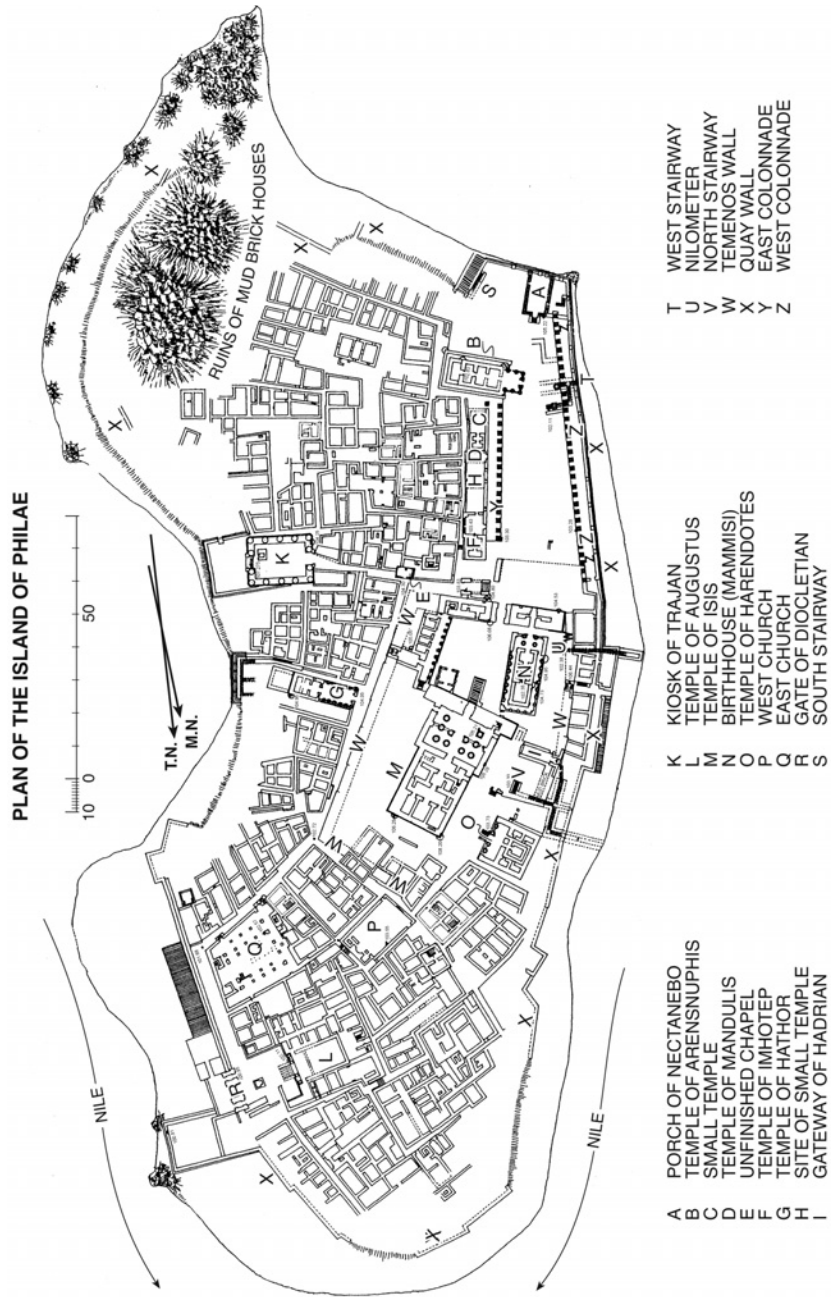 PLAN OF THE ISLAND OF PHILAE
10 0 50
T.N.
M.N.
NILE
NILE
RUINS OF MUD BRICK HOUSES
X
X
X
X
X
X
X
X
X
X
X
K
G
Q
P
R
L
M
W
W
W
W
W
E
O
V
N
U
F
H
D
C
Y
B
S
A
Z
Z
Z
T
A PORCH OF NECTANEBO
B TEMPLE OF ARENSNUPHIS
C SMALL TEMPLE
D TEMPLE OF MANDULIS
E UNFINISHED CHAPEL
F TEMPLE OF IMHOTEP
G TEMPLE OF HATHOR
H SITE OF SMALL TEMPLE
I GATEWAY OF HADRIAN
K KIOSK OF TRAJAN
L TEMPLE OF AUGUSTUS
M TEMPLE OF ISIS
N BIRTHHOUSE (MAMMISI)
O TEMPLE OF HARENDOTES
P WEST CHURCH
Q EAST CHURCH
R GATE OF DIOCLETIAN
S SOUTH STAIRWAY
T WEST STAIRWAY
U NILOMETER
V NORTH STAIRWAY
W TEMENOS WALL
X QUAY WALL
Y EAST COLONNADE
Z WEST COLONNADE